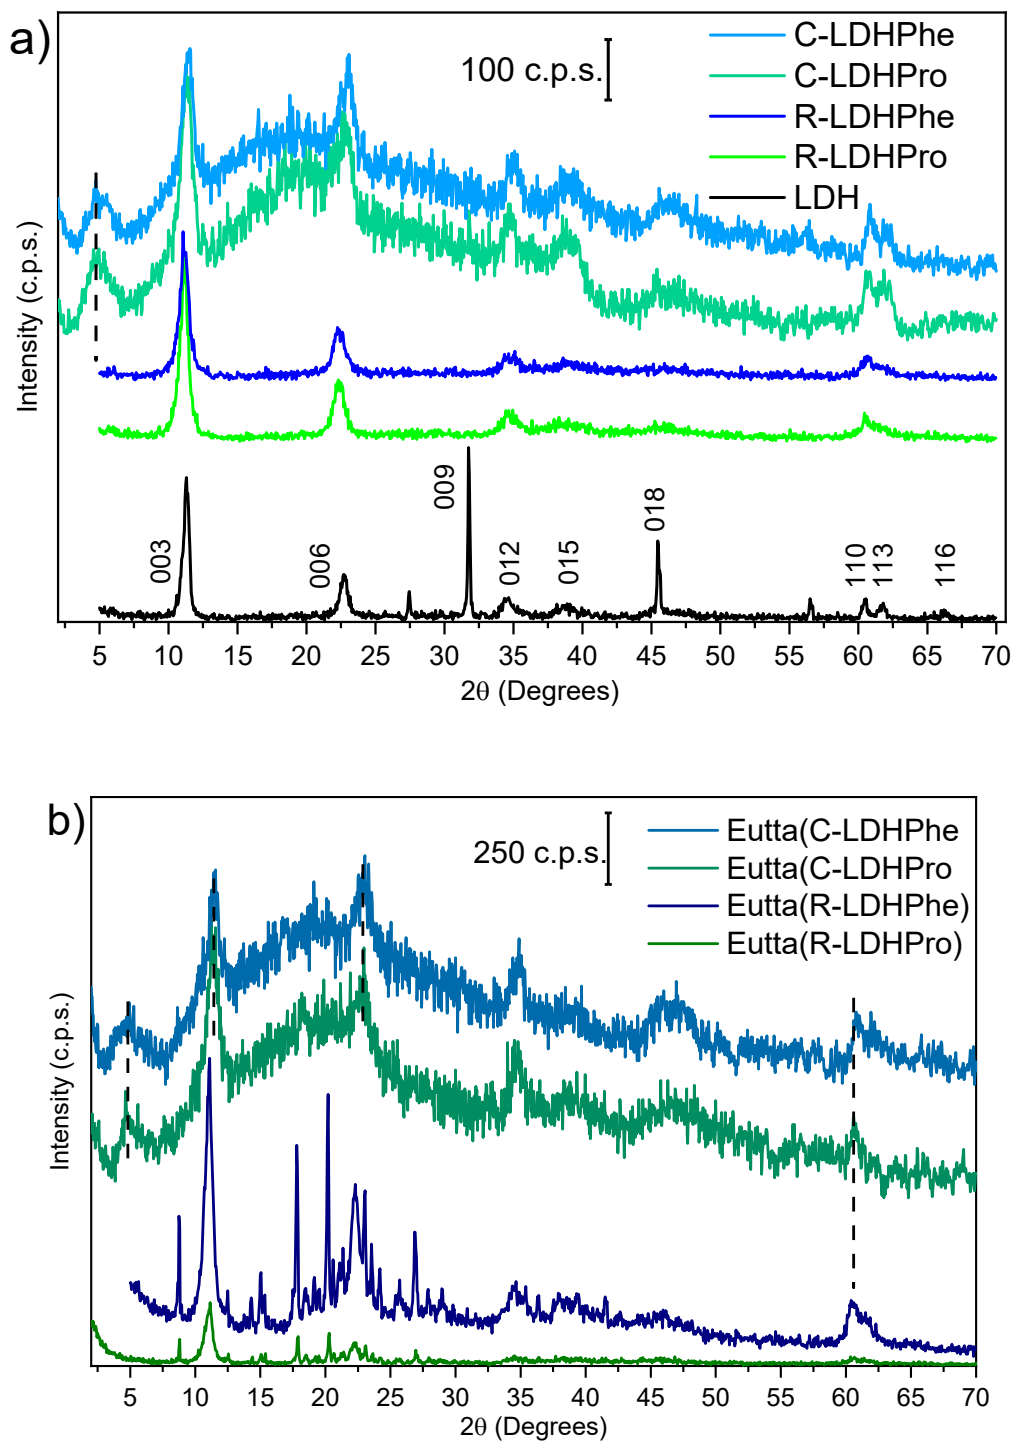 a)
100 c.p.s.
C-LDHPhe
C-LDHPro
R-LDHPhe
R-LDHPro
LDH
Intensity (c.p.s.)
003
006
009
012
015
018
110
113
116
5 10 15 20 25 30 35 40 45 50 55 60 65 70
2θ (Degrees)
b)
250 c.p.s.
Eutta(C-LDHPhe
Eutta(C-LDHPro
Eutta(R-LDHPhe)
Eutta(R-LDHPro)
Intensity (c.p.s.)
5 10 15 20 25 30 35 40 45 50 55 60 65 70
2θ (Degrees)